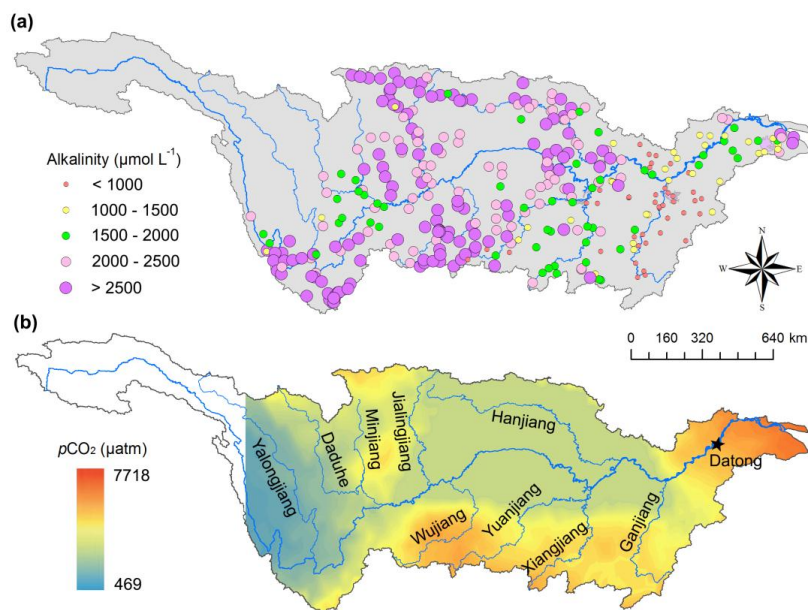 (a)
Alkalinity (µmol L⁻¹)
< 1000
1000 - 1500
1500 - 2000
2000 - 2500
> 2500
N
W E
S
(b)
0 160 320 480 640
km
pCO₂ (µatm)
7718
469
Yalongjiang
Daduhe
Minjiang
Jialingjiang
Hanjiang
Datong
Wujiang
Yuanjiang
Xiangjiang
Ganjiang